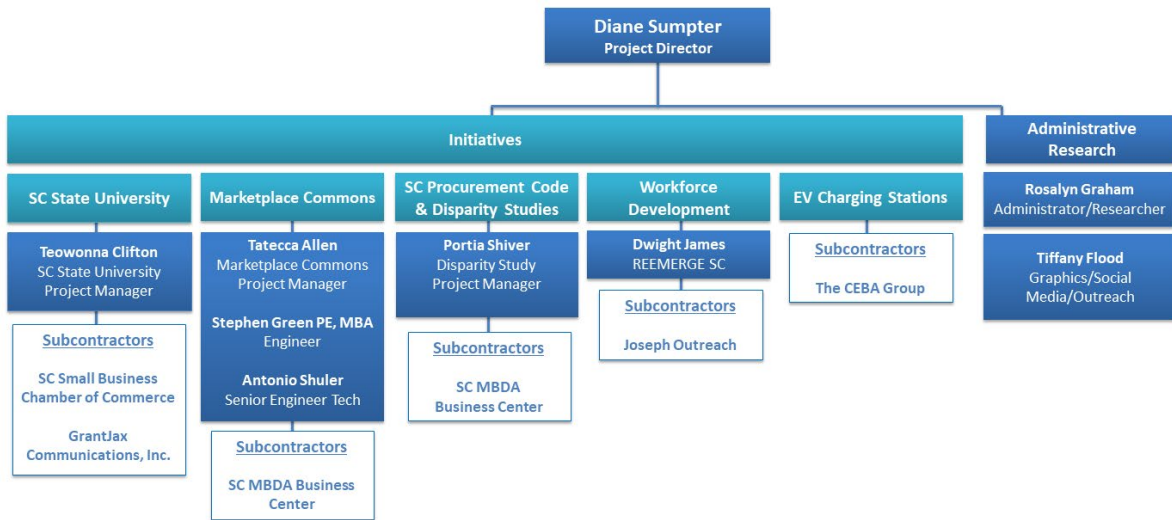 Diane Sumpter
Project Director
Initiatives
Administrative
Research
SC State University
Teowonna Clifton
SC State University
Project Manager
Subcontractors
SC Small Business
Chamber of Commerce
GrantJax
Communications, Inc.
Marketplace Commons
Tatecca Allen
Marketplace Commons
Project Manager
Stephen Green PE, MBA
Engineer
Antonio Shuler
Senior Engineer Tech
Subcontractors
SC MBDA Business
Center
SC Procurement Code
& Disparity Studies
Portia Shiver
Disparity Study
Project Manager
Subcontractors
SC MBDA
Business Center
Workforce
Development
Dwight James
REEMERGE SC
Subcontractors
Joseph Outreach
EV Charging Stations
Subcontractors
The CEBA Group
Rosalyn Graham
Administrator/Researcher
Tiffany Flood
Graphics/Social
Media/Outreach